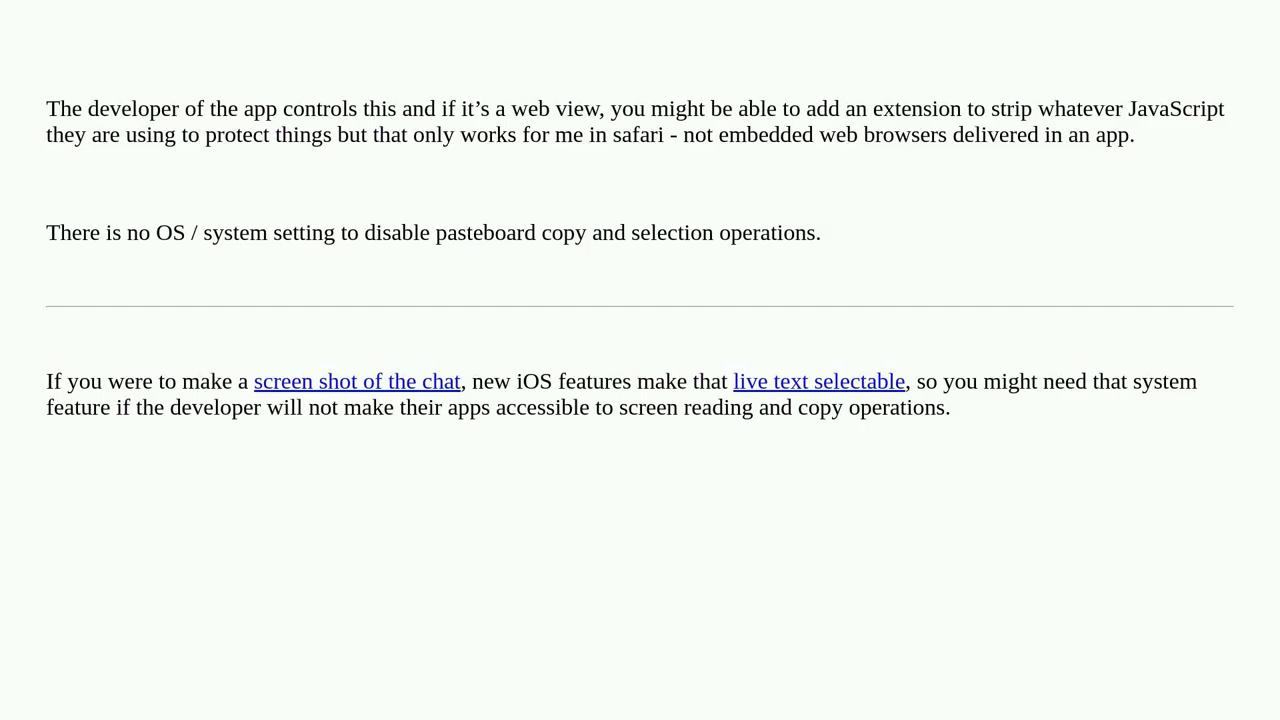 The developer of the app controls this and if it’s a web view, you might be able to add an extension to strip whatever JavaScript
they are using to protect things but that only works for me in safari - not embedded web browsers delivered in an app.
There is no OS / system setting to disable pasteboard copy and selection operations.
If you were to make a screen shot of the chat, new iOS features make that live text selectable, so you might need that system
feature if the developer will not make their apps accessible to screen reading and copy operations.